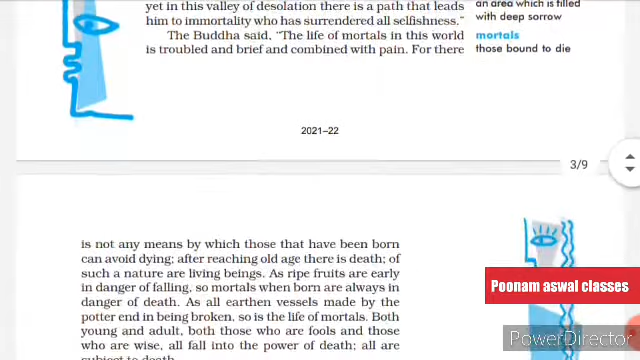 yet in this valley of desolation there is a path that leads
him to immortality who has surrendered all selfishness."
The Buddha said, "The life of mortals in this world
is troubled and brief and combined with pain. For there
an area which is filled
with deep sorrow
mortals
those bound to die
2021–22
3/9
is not any means by which those that have been born
can avoid dying; after reaching old age there is death; of
such a nature are living beings. As ripe fruits are early
in danger of falling, so mortals when born are always in
danger of death. As all earthen vessels made by the
potter end in being broken, so is the life of mortals. Both
young and adult, both those who are fools and those
who are wise, all fall into the power of death; all are
subject to death.
Poonam aswal classes
PowerDirector